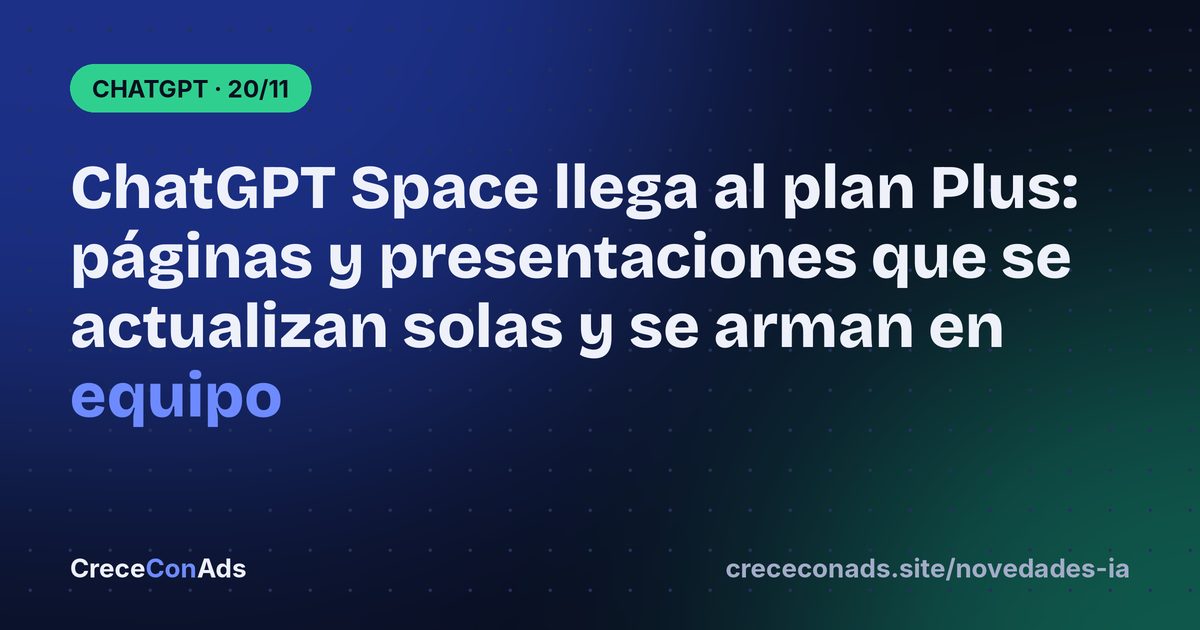 CHATGPT · 20/11
ChatGPT Space llega al plan Plus:
páginas y presentaciones que se
actualizan solas y se arman en
equipo
CreceConAds
crececonads.site/novedades-ia